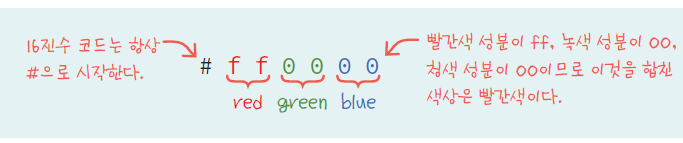 16진수 코드는 항상
#으로 시작한다.
# f f 0 0 0 0
red green blue
빨간색 성분이 ff, 녹색 성분이 00,
청색 성분이 00이므로 이것을 합친
색상은 빨간색이다.